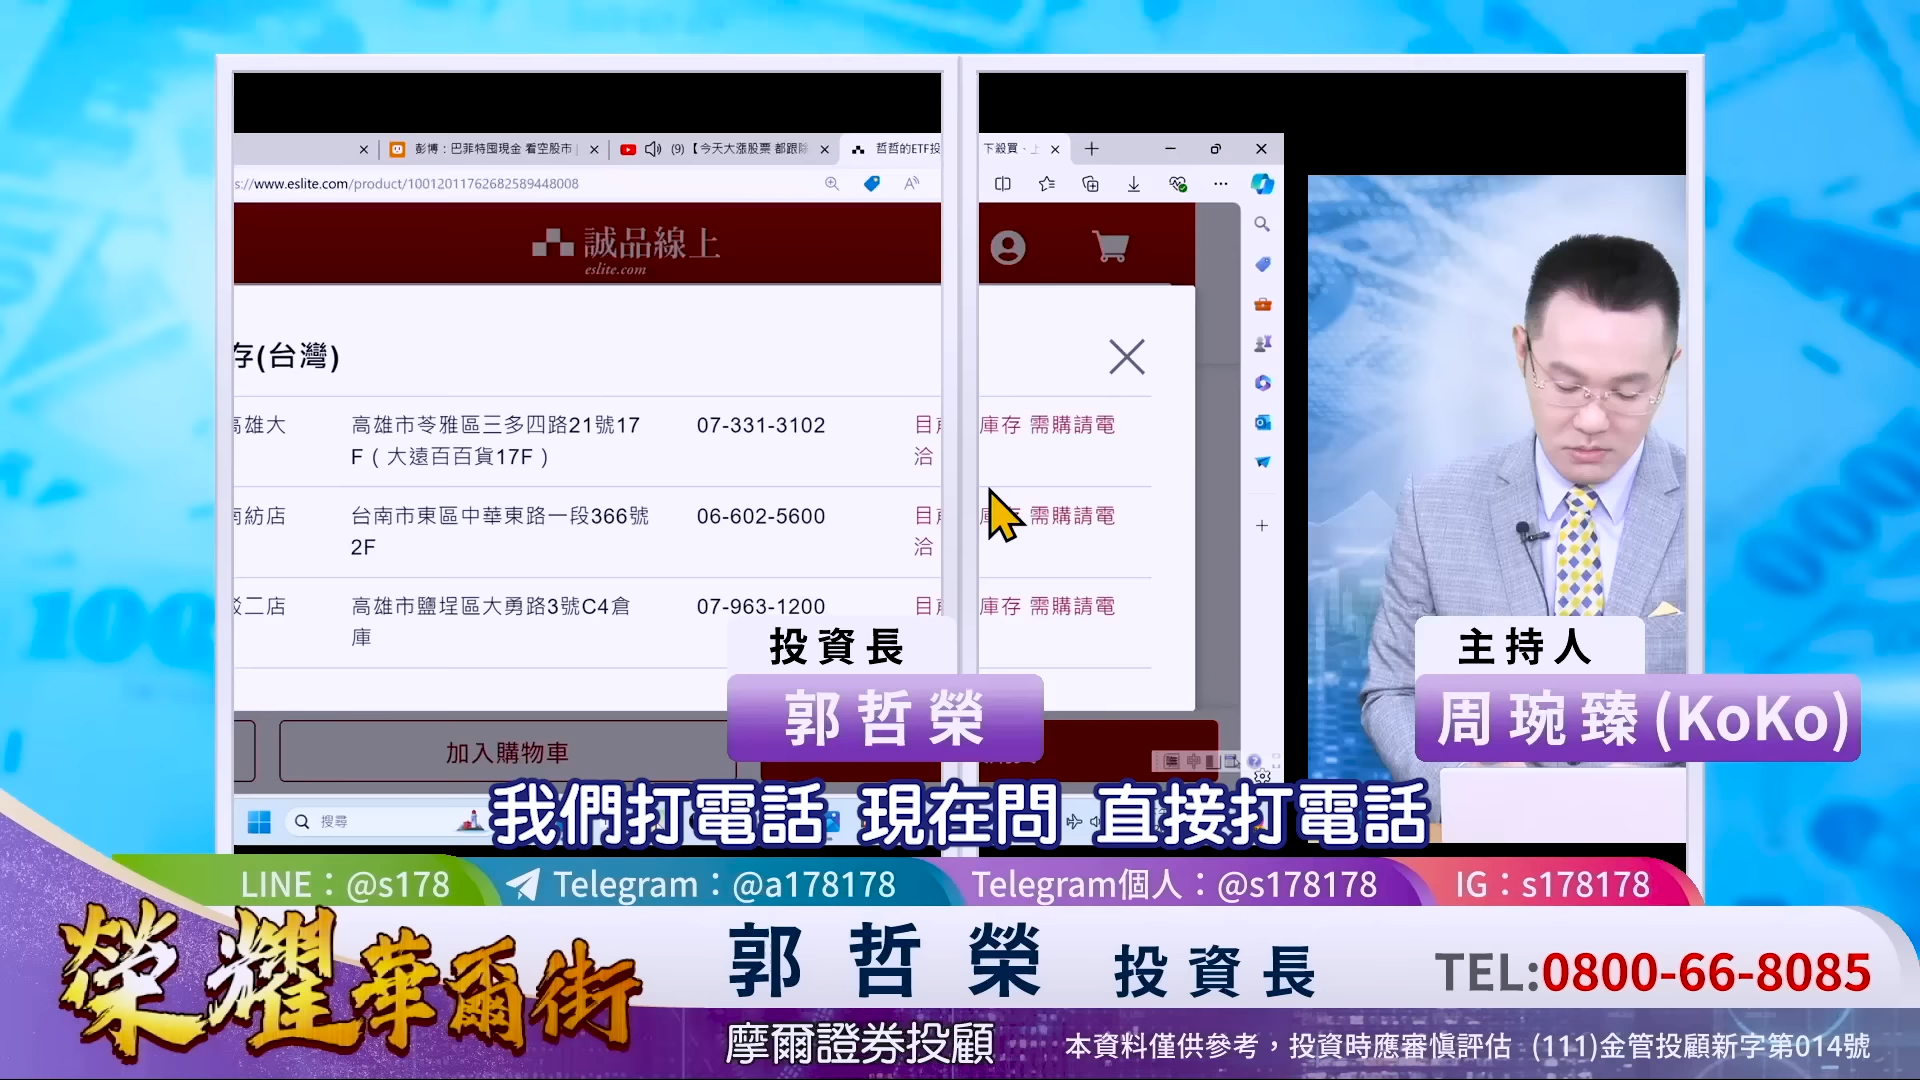 彭博：巴菲特囤現金 看空股市
(9)【今天大漲股票 都跟除
哲哲的ETF投
下殺買、上
s://www.eslite.com/product/10012011762682589448008
誠品線上
eslite.com
存(台灣)
高雄大
高雄市苓雅區三多四路21號17
F（大遠百百貨17F）
07-331-3102
庫存 需購請電
洽
南紡店
台南市東區中華東路一段366號
2F
06-602-5600
需購請電
洽
駁二店
高雄市鹽埕區大勇路3號C4倉
庫
07-963-1200
庫存 需購請電
投資長
郭哲榮
主持人
周琬臻(KoKo)
加入購物車
搜尋
我們打電話 現在問 直接打電話
LINE：@s178
Telegram：@a178178
Telegram個人：@s178178
IG：s178178
榮耀華爾街
郭哲榮 投資長
TEL:0800-66-8085
摩爾證券投顧
本資料僅供參考，投資時應審慎評估 (111)金管投顧新字第014號